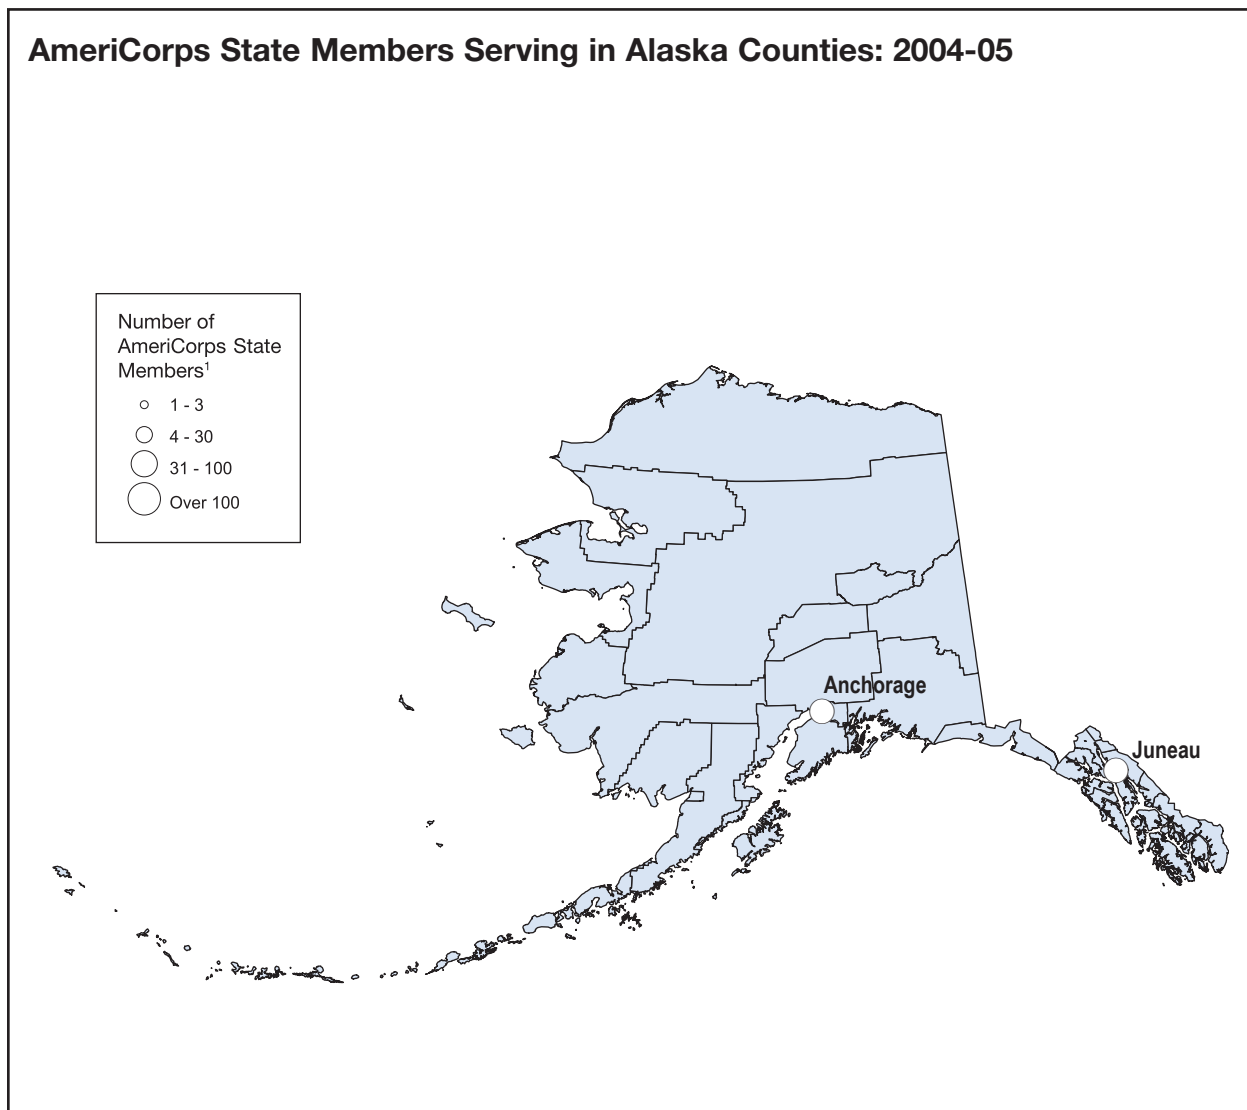 AmeriCorps State Members Serving in Alaska Counties: 2004-05
Number of
AmeriCorps State
Members¹
1 - 3
4 - 30
31 - 100
Over 100
Anchorage
Juneau